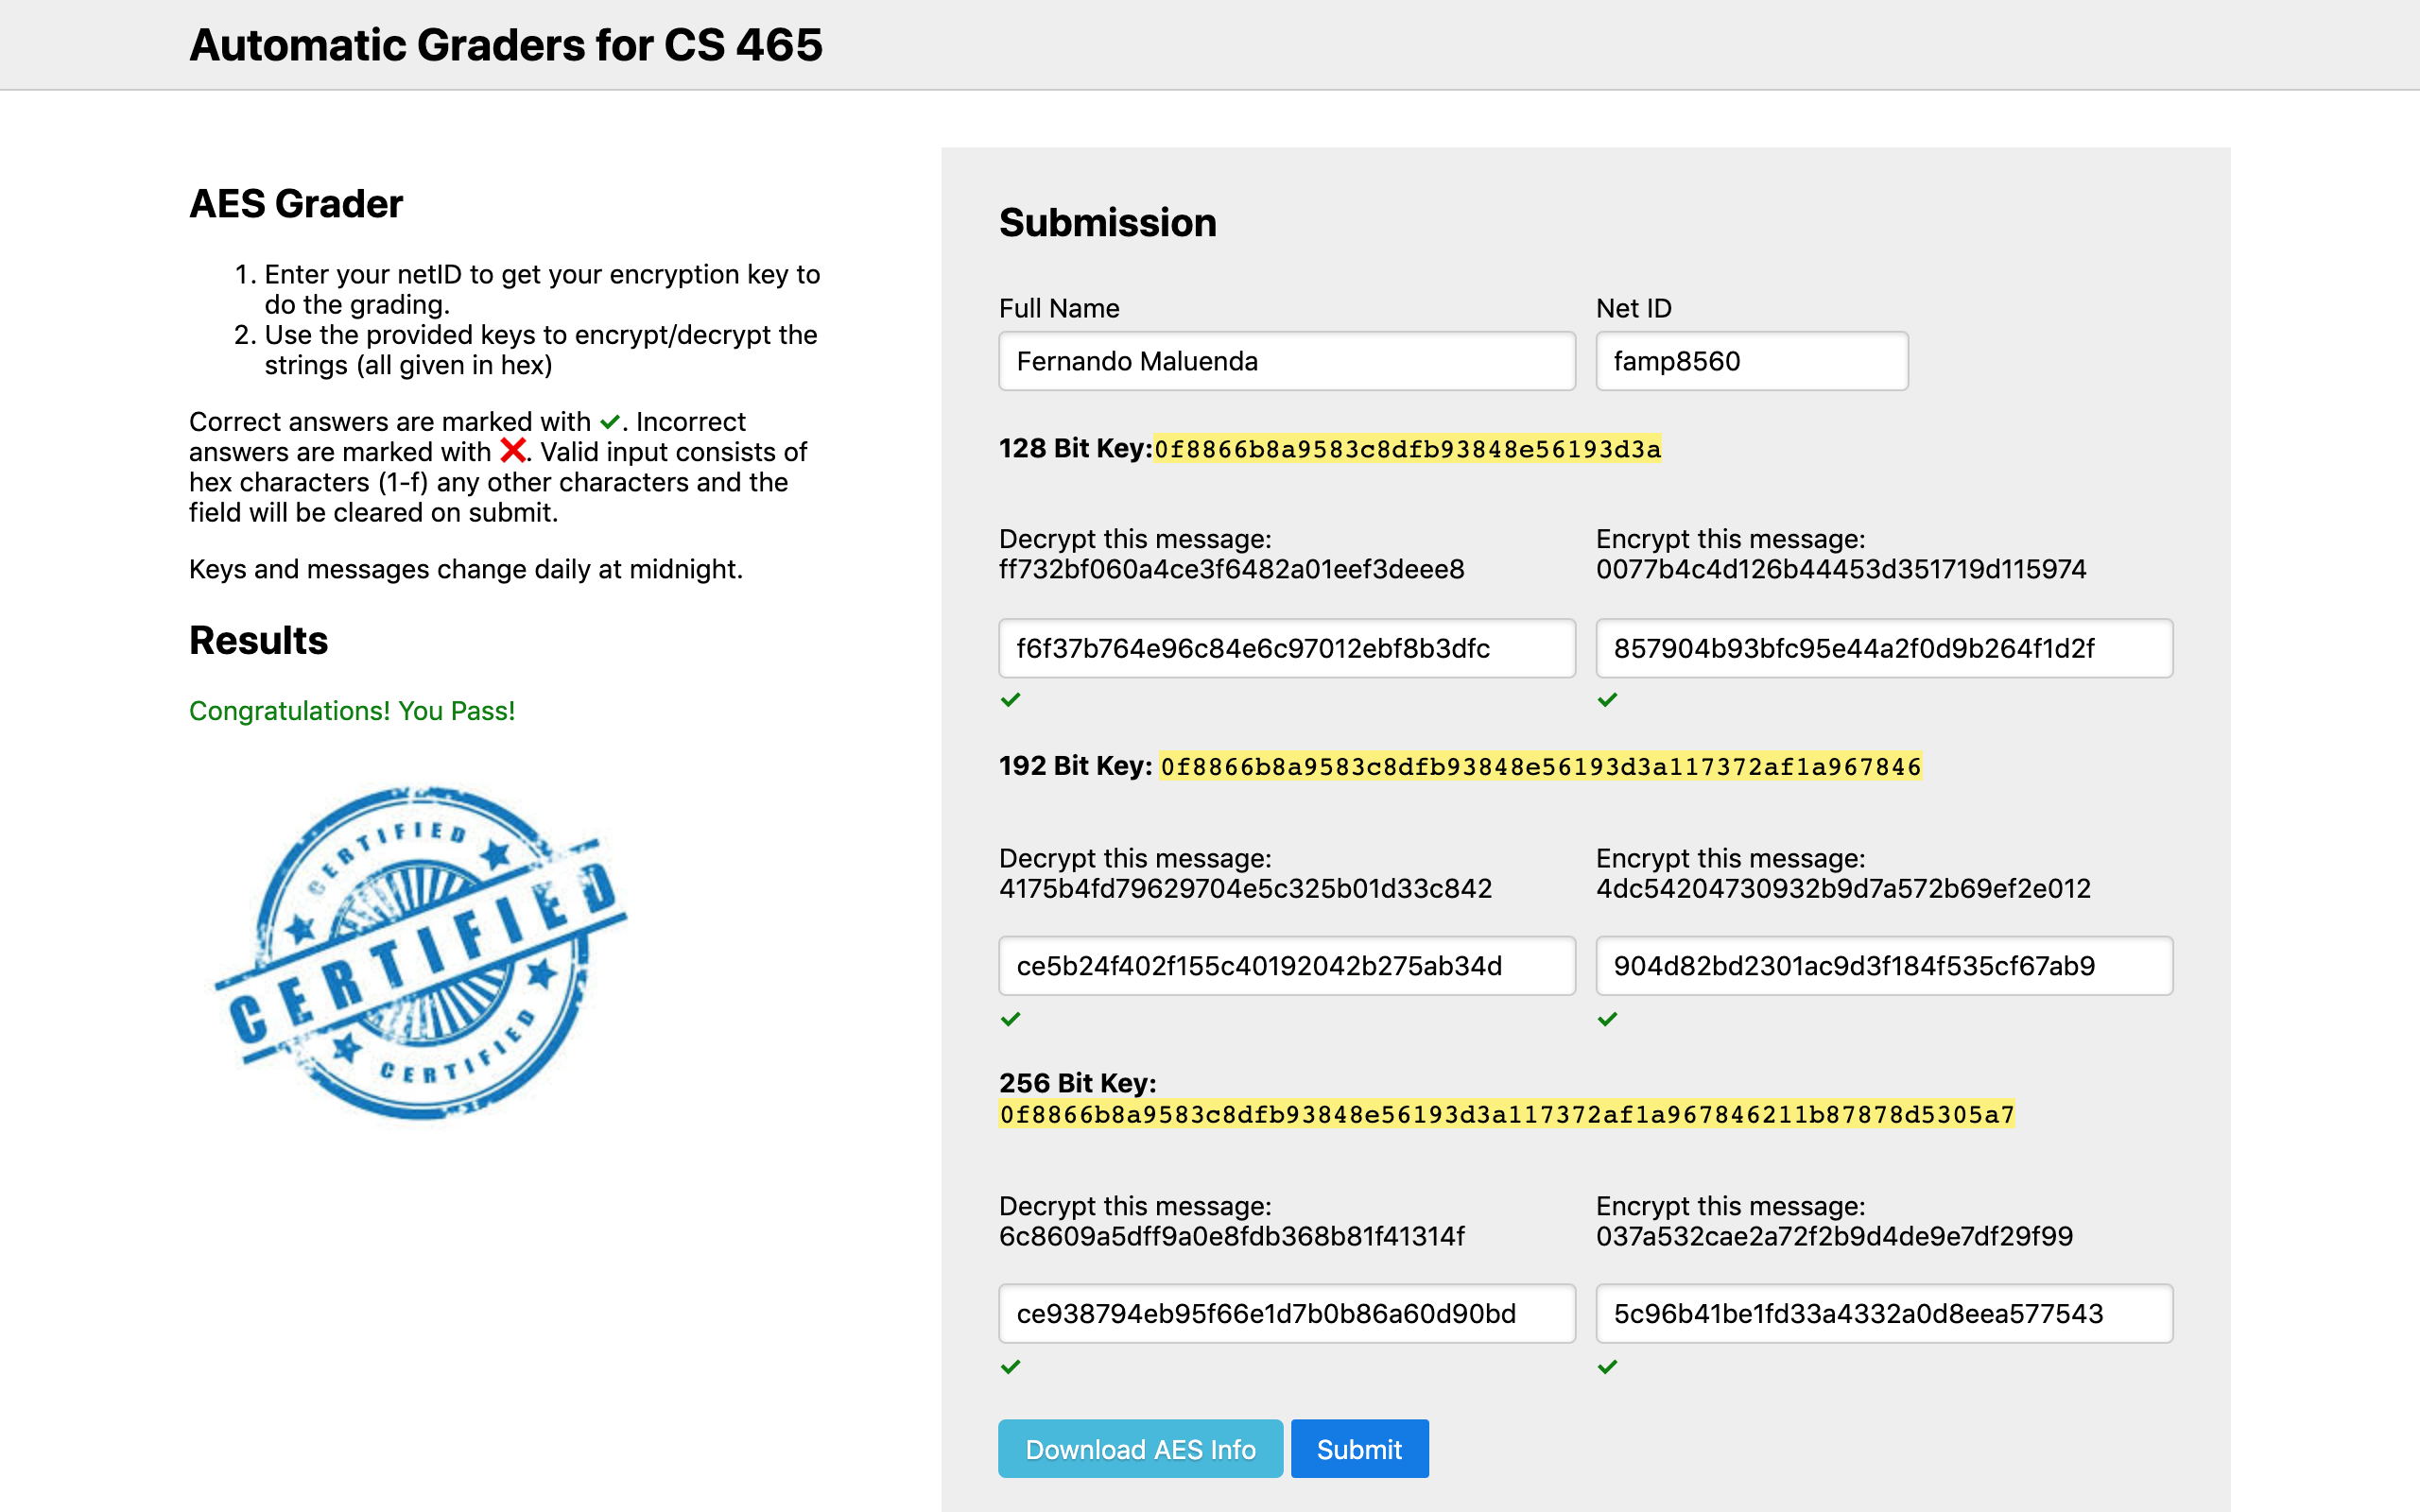 Automatic Graders for CS 465
AES Grader
1. Enter your netID to get your encryption key to
do the grading.
2. Use the provided keys to encrypt/decrypt the
strings (all given in hex)
Correct answers are marked with ✓. Incorrect
answers are marked with ❌. Valid input consists of
hex characters (1-f) any other characters and the
field will be cleared on submit.
Keys and messages change daily at midnight.
Results
Congratulations! You Pass!
CERTIFIED
CERTIFIED
CERTIFIED
Submission
Full Name Net ID
Fernando Maluenda famp8560
128 Bit Key:0f8866b8a9583c8dfb93848e56193d3a
Decrypt this message: Encrypt this message:
ff732bf060a4ce3f6482a01eef3deee8 0077b4c4d126b44453d351719d115974
f6f37b764e96c84e6c97012ebf8b3dfc 857904b93bfc95e44a2f0d9b264f1d2f
✓ ✓
192 Bit Key: 0f8866b8a9583c8dfb93848e56193d3a117372af1a967846
Decrypt this message: Encrypt this message:
4175b4fd79629704e5c325b01d33c842 4dc54204730932b9d7a572b69ef2e012
ce5b24f402f155c40192042b275ab34d 904d82bd2301ac9d3f184f535cf67ab9
✓ ✓
256 Bit Key:
0f8866b8a9583c8dfb93848e56193d3a117372af1a967846211b87878d5305a7
Decrypt this message: Encrypt this message:
6c8609a5dff9a0e8fdb368b81f41314f 037a532cae2a72f2b9d4de9e7df29f99
ce938794eb95f66e1d7b0b86a60d90bd 5c96b41be1fd33a4332a0d8eea577543
✓ ✓
Download AES Info Submit